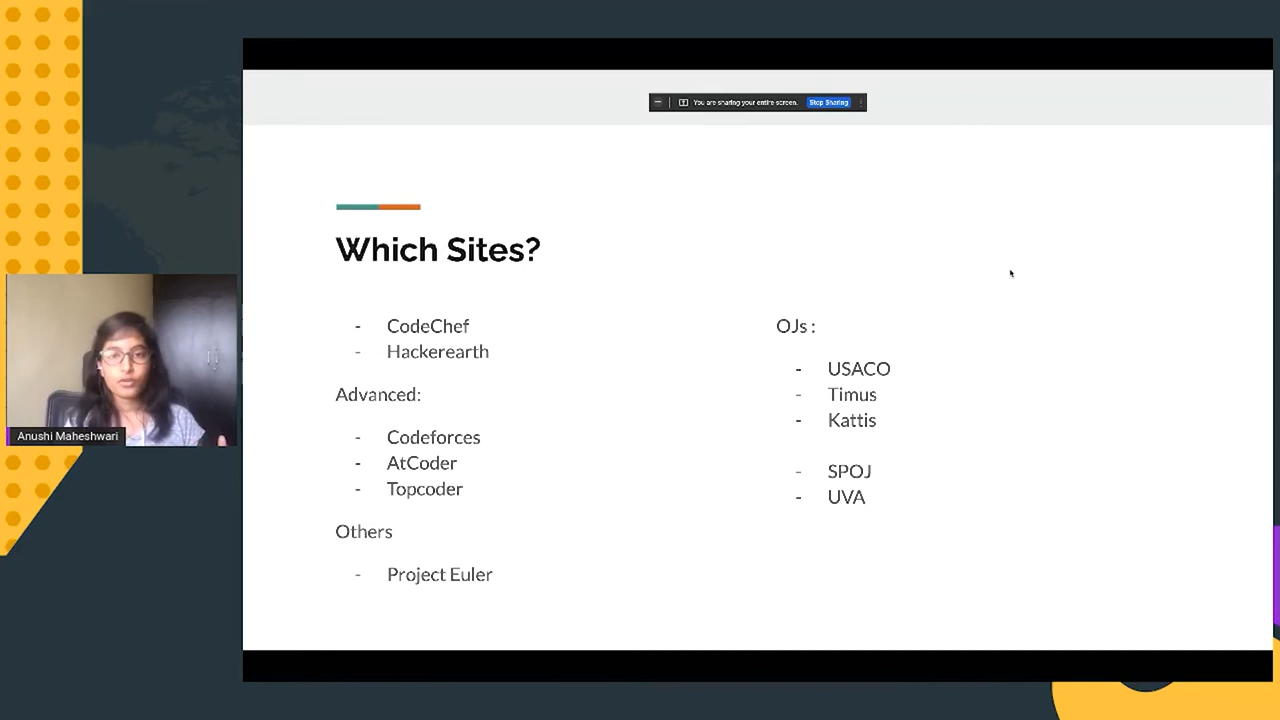 You are sharing your entire screen.
Stop Sharing
Which Sites?
- CodeChef
- Hackerearth
Advanced:
- Codeforces
- AtCoder
- Topcoder
Others
- Project Euler
OJs :
- USACO
- Timus
- Kattis
- SPOJ
- UVA
Anushi Maheshwari